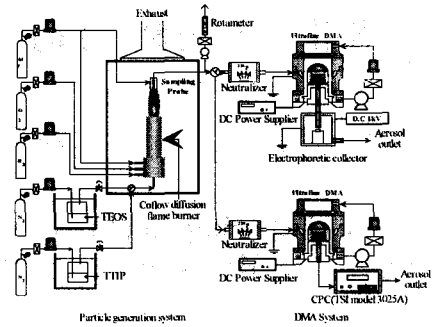 Exhaust
Rotameter
Ultrafine DMA
Sampling
Probe
Neutralizer
DC Power Supplier
D.C 1kV
Aerosol
outlet
Electrophoretic collector
Coflow diffusion
flame burner
TEOS
TTIP
Ultrafine DMA
Neutralizer
DC Power Supplier
Aerosol
outlet
CPC(TSI model 3025A)
Particle generation system
DMA System